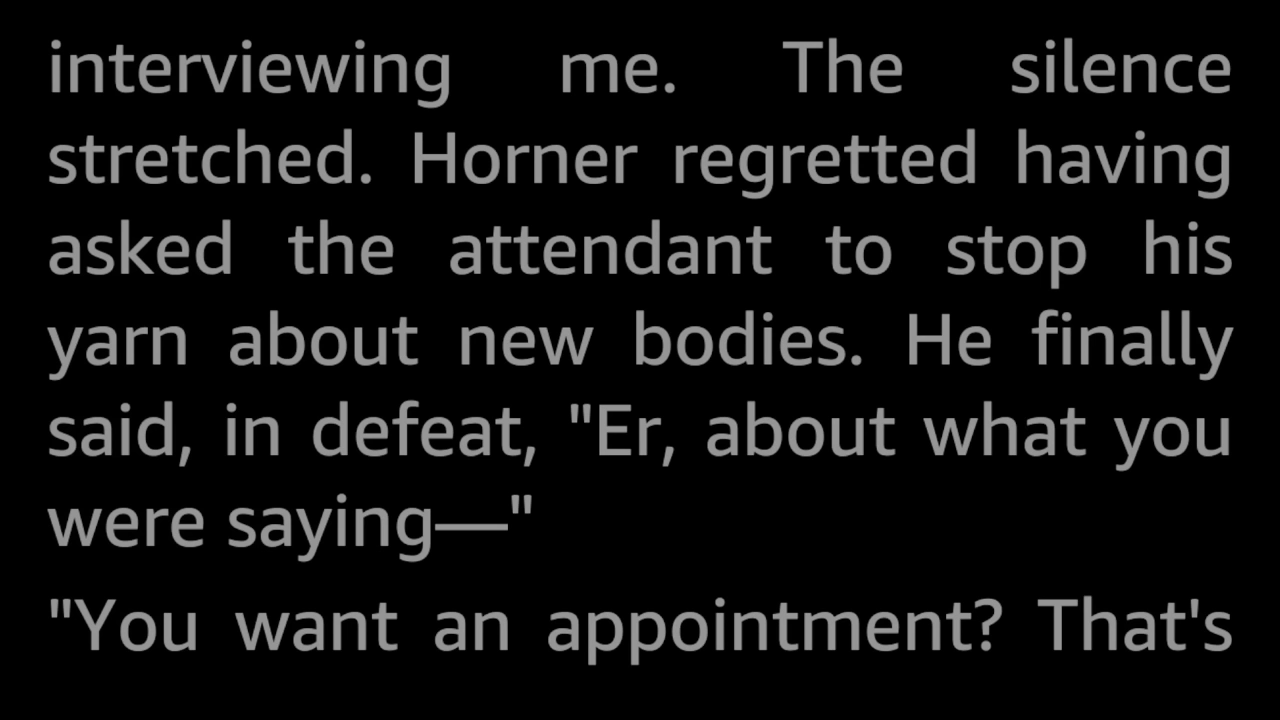 interviewing me. The silence
stretched. Horner regretted having
asked the attendant to stop his
yarn about new bodies. He finally
said, in defeat, "Er, about what you
were saying—"
"You want an appointment? That's